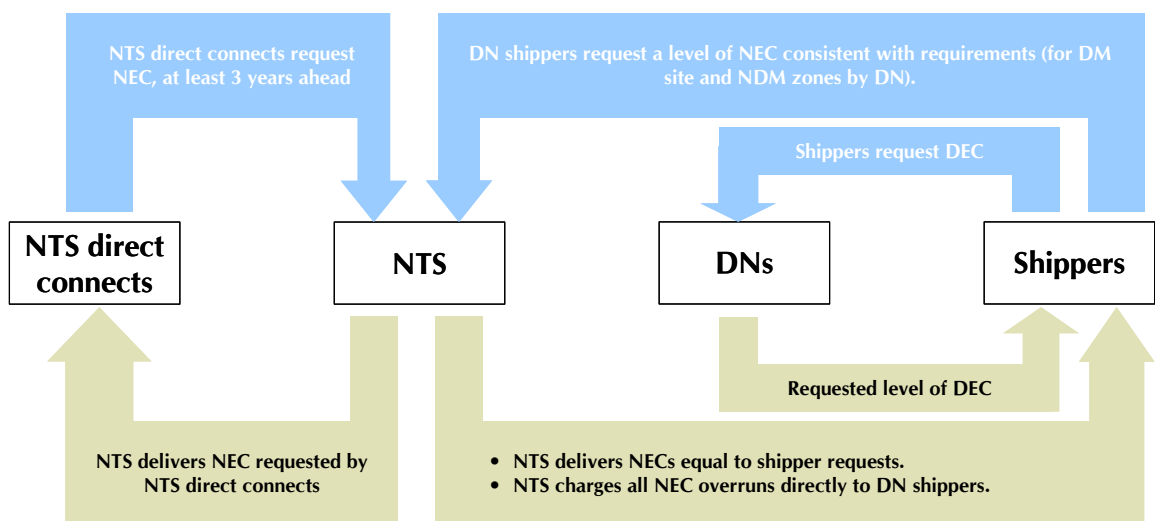 NTS direct connects request
NEC, at least 3 years ahead
DN shippers request a level of NEC consistent with requirements (for DM
site and NDM zones by DN).
Shippers request DEC
NTS direct
connects
NTS
DNs
Shippers
Requested level of DEC
NTS delivers NEC requested by
NTS direct connects
• NTS delivers NECs equal to shipper requests.
• NTS charges all NEC overruns directly to DN shippers.